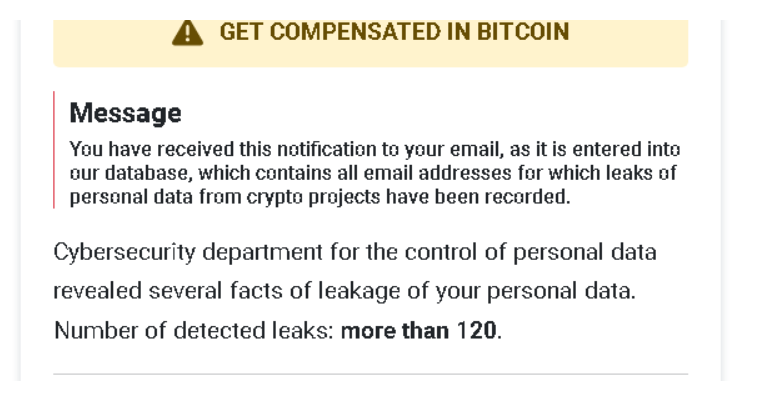 GET COMPENSATED IN BITCOIN
Message
You have received this notification to your email, as it is entered into
our database, which contains all email addresses for which leaks of
personal data from crypto projects have been recorded.
Cybersecurity department for the control of personal data
revealed several facts of leakage of your personal data.
Number of detected leaks: more than 120.